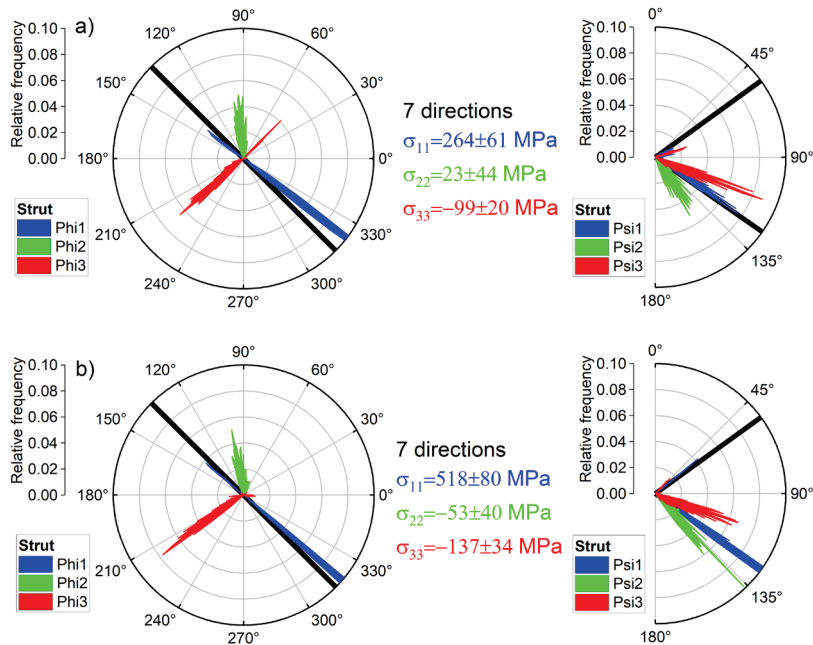 a)
Relative frequency
0.10
0.08
0.06
0.04
0.02
0.00
90°
120°
60°
150°
30°
180°
0°
210°
330°
240°
300°
270°
Strut
Phi1
Phi2
Phi3
7 directions
σ11=264±61 MPa
σ22=23±44 MPa
σ33=−99±20 MPa
Relative frequency
0.10
0.08
0.06
0.04
0.02
0.00
0°
45°
90°
135°
180°
Strut
Psi1
Psi2
Psi3
b)
Relative frequency
0.10
0.08
0.06
0.04
0.02
0.00
90°
120°
60°
150°
30°
180°
0°
210°
330°
240°
300°
270°
Strut
Phi1
Phi2
Phi3
7 directions
σ11=518±80 MPa
σ22=−53±40 MPa
σ33=−137±34 MPa
Relative frequency
0.10
0.08
0.06
0.04
0.02
0.00
0°
45°
90°
135°
180°
Strut
Psi1
Psi2
Psi3